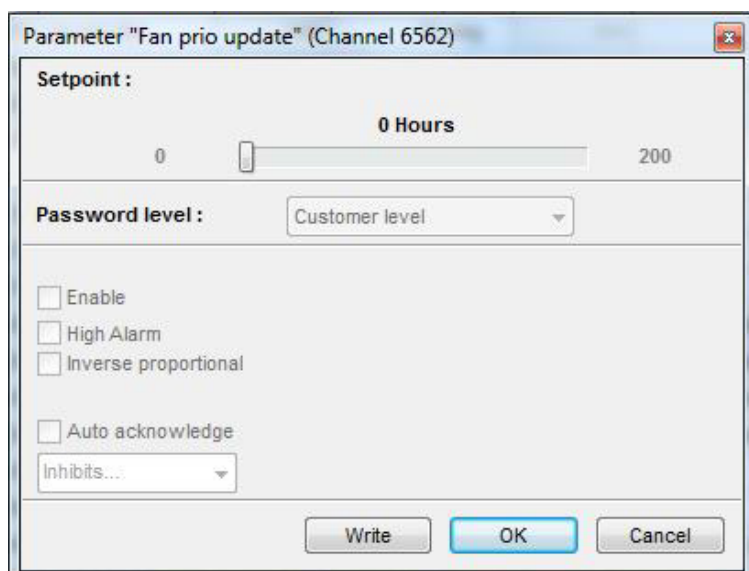 Parameter "Fan prio update" (Channel 6562)
Setpoint :
0 Hours
0 200
Password level : Customer level
Enable
High Alarm
Inverse proportional
Auto acknowledge
Inhibits...
Write OK Cancel